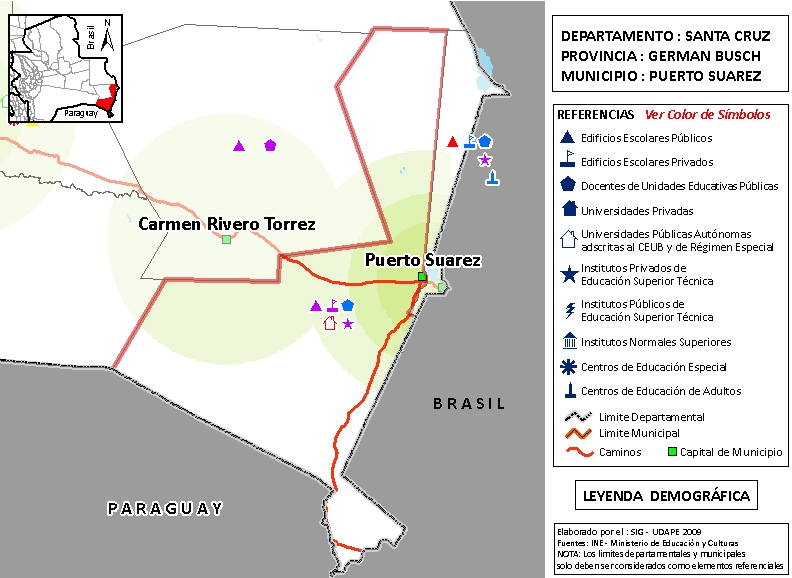 Brasil
N
Paraguay
Carmen Rivero Torrez
Puerto Suarez
BRASIL
PARAGUAY
DEPARTAMENTO : SANTA CRUZ
PROVINCIA : GERMAN BUSCH
MUNICIPIO : PUERTO SUAREZ
REFERENCIAS Ver Color de Símbolos
Edificios Escolares Públicos
Edificios Escolares Privados
Docentes de Unidades Educativas Públicas
Universidades Privadas
Universidades Públicas Autónomas
adscritas al CEUB y de Régimen Especial
Institutos Privados de
Educación Superior Técnica
Institutos Públicos de
Educación Superior Técnica
Institutos Normales Superiores
Centros de Educación Especial
Centros de Educación de Adultos
Limite Departamental
Limite Municipal
Caminos
Capital de Municipio
LEYENDA DEMOGRÁFICA
Elaborado por el : SIG - UDAPE 2009
Fuentes: INE - Ministerio de Educación y Culturas
NOTA: Los limites departamentales y municipales
solo deben ser considerados como elementos referenciales